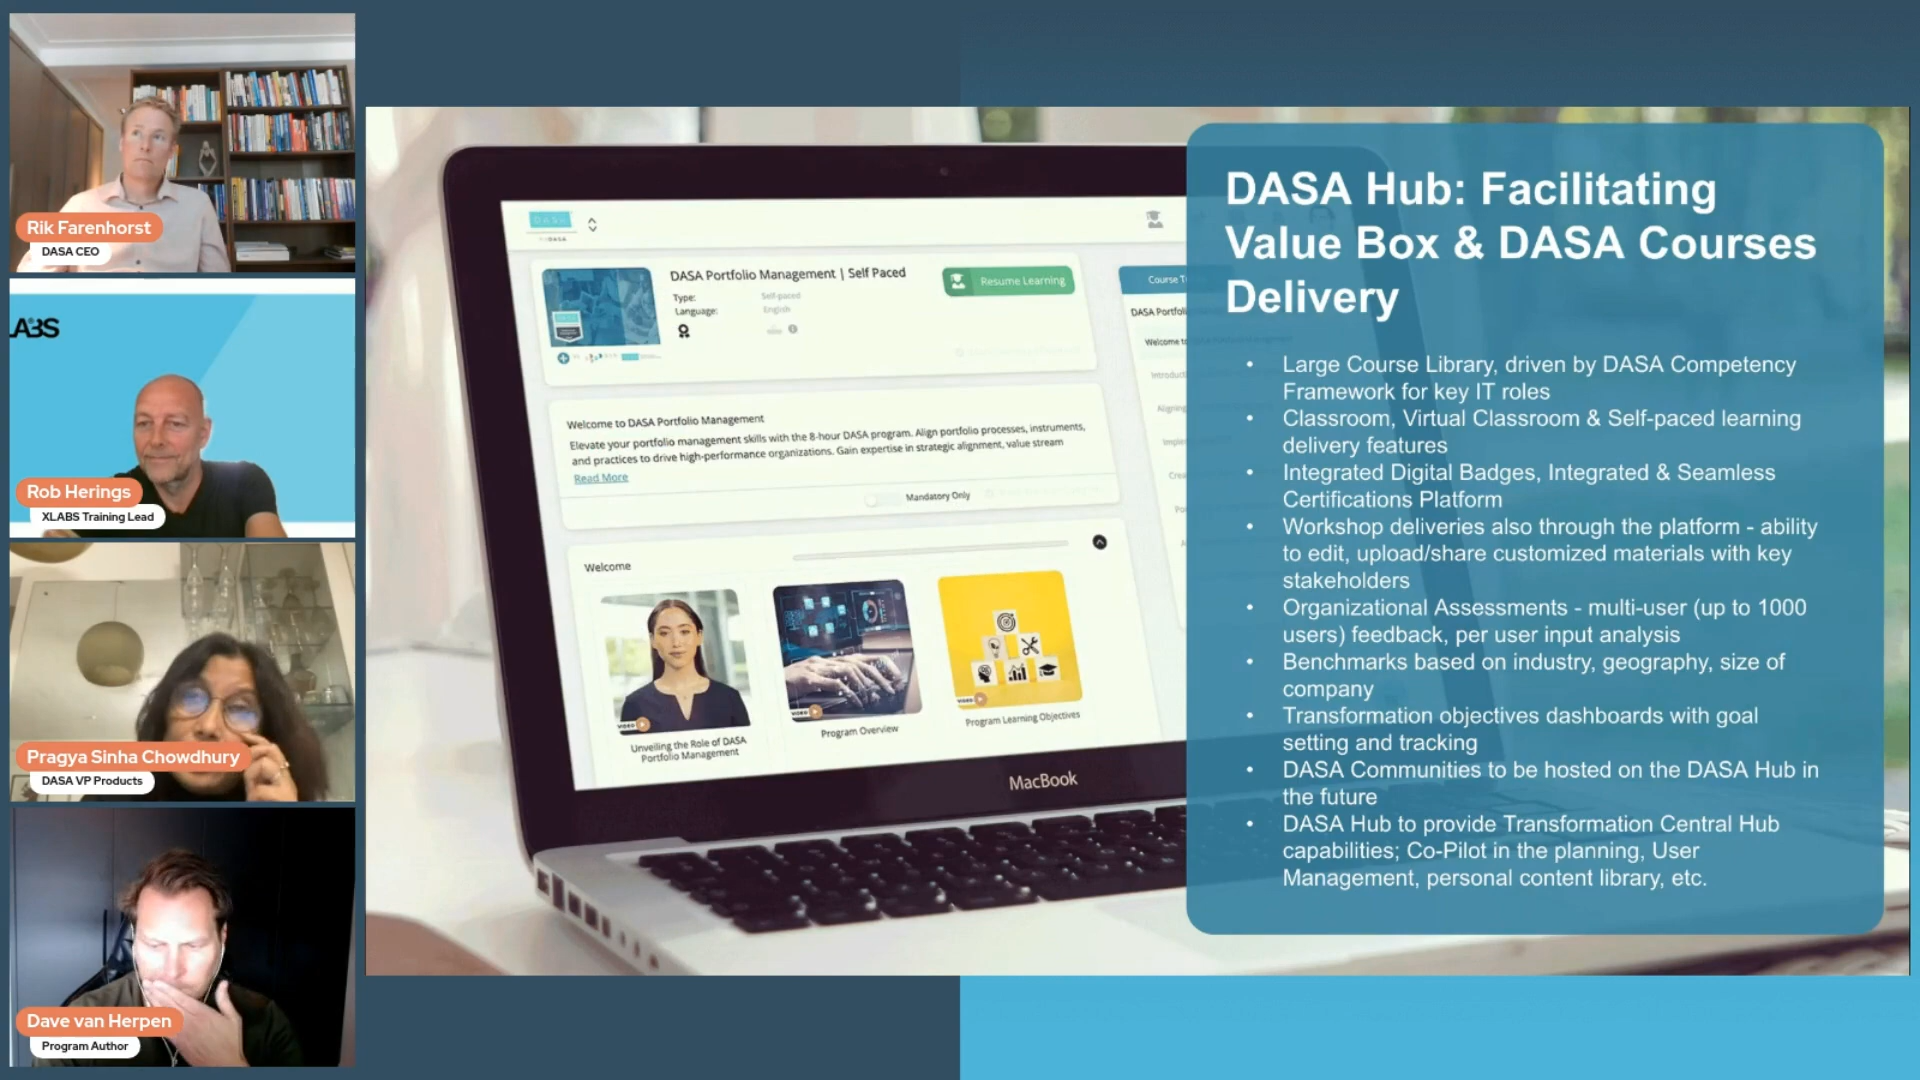 Rik Farenhorst
DASA CEO
LABS
Rob Herings
XLABS Training Lead
Pragya Sinha Chowdhury
DASA VP Products
Dave van Herpen
Program Author
DASA Portfolio Management | Self Paced
Type: Self-paced
Language: English
Resume Learning
Welcome to DASA Portfolio Management
Elevate your portfolio management skills with the 8-hour DASA program. Align portfolio processes, instruments,
and practices to drive high-performance organizations. Gain expertise in strategic alignment, value stream
Read More
Mandatory Only
Welcome
VIDEO
VIDEO
VIDEO
Unveiling the Role of DASA
Portfolio Management
Program Overview
Program Learning Objectives
Course
DASA Portfol
Welcome to
MacBook
DASA Hub: Facilitating
Value Box & DASA Courses
Delivery
• Large Course Library, driven by DASA Competency
Framework for key IT roles
• Classroom, Virtual Classroom & Self-paced learning
delivery features
• Integrated Digital Badges, Integrated & Seamless
Certifications Platform
• Workshop deliveries also through the platform - ability
to edit, upload/share customized materials with key
stakeholders
• Organizational Assessments - multi-user (up to 1000
users) feedback, per user input analysis
• Benchmarks based on industry, geography, size of
company
• Transformation objectives dashboards with goal
setting and tracking
• DASA Communities to be hosted on the DASA Hub in
the future
• DASA Hub to provide Transformation Central Hub
capabilities; Co-Pilot in the planning, User
Management, personal content library, etc.